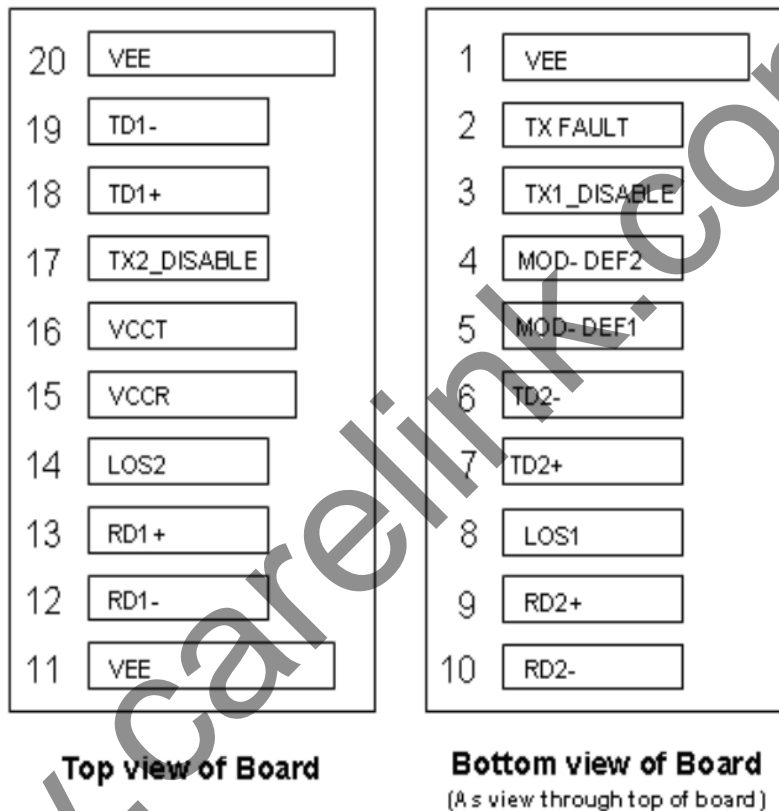 20 VEE
19 TD1-
18 TD1+
17 TX2_DISABLE
16 VCCT
15 VCCR
14 LOS2
13 RD1+
12 RD1-
11 VEE
Top view of Board
1 VEE
2 TX FAULT
3 TX1_DISABLE
4 MOD- DEF2
5 MOD- DEF1
6 TD2-
7 TD2+
8 LOS1
9 RD2+
10 RD2-
Bottom view of Board
(As view through top of board)
.carelink.co